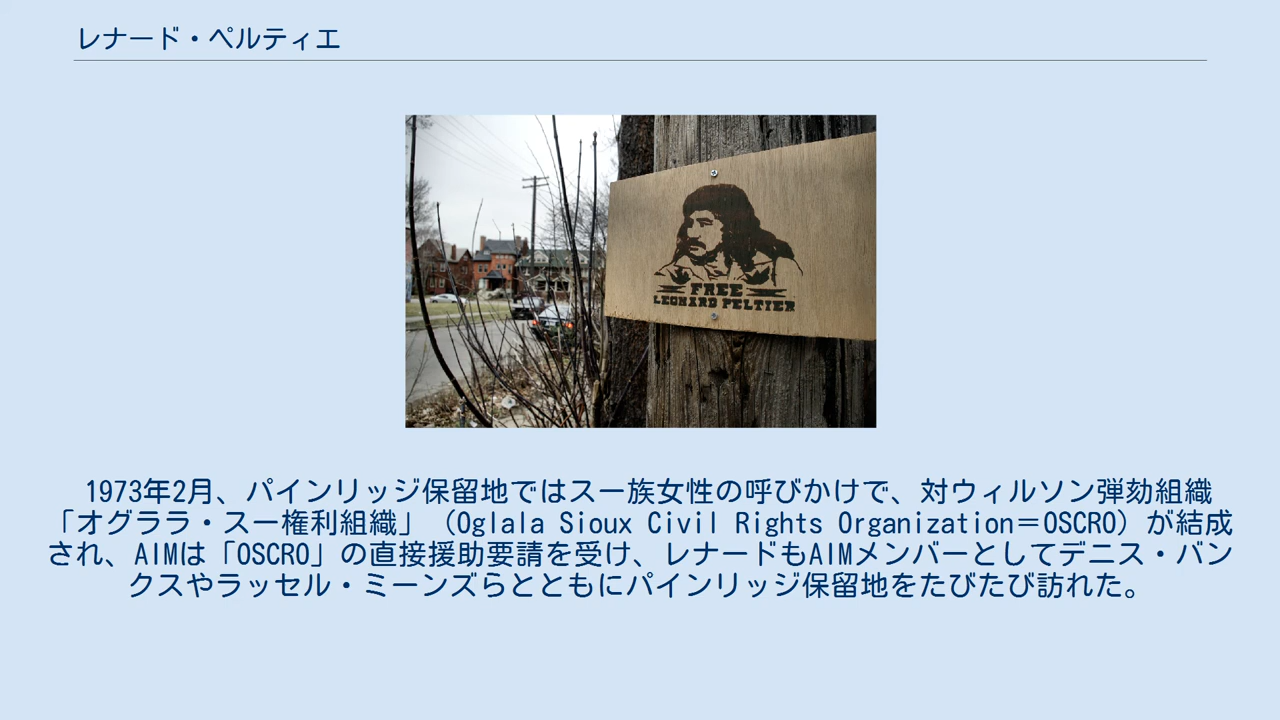 レナード・ペルティエ
FREE
LEONARD PELTIER
1973年2月、パインリッジ保留地ではスー族女性の呼びかけで、対ウィルソン弾劾組織
「オグララ・スー権利組織」（Oglala Sioux Civil Rights Organization＝OSCRO）が結成
され、AIMは「OSCRO」の直接援助要請を受け、レナードもAIMメンバーとしてデニス・バン
クスやラッセル・ミーンズらとともにパインリッジ保留地をたびたび訪れた。